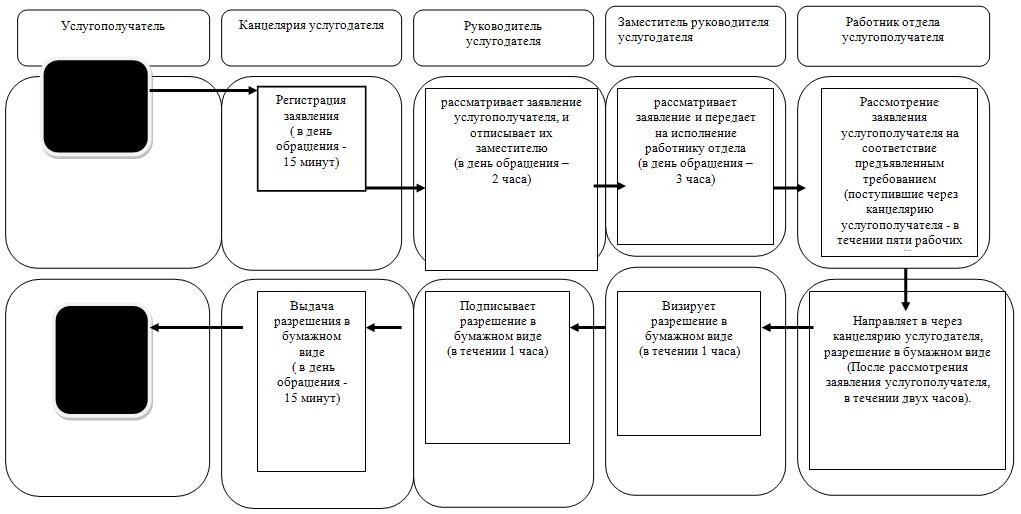 Услугополучатель
Канцелярия услугодателя
Руководитель
услугодателя
Заместитель руководителя
услугодателя
Работник отдела
услугополучателя
Регистрация
заявления
( в день
обращения -
15 минут)
рассматривает заявление
услугополучателя, и
отписывает их
заместителю
(в день обращения –
2 часа)
рассматривает
заявление и передает
на исполение
работнику отдела
(в день обращения –
3 часа)
Рассмотрение
заявления
услугополучателя на
соответствие
предъявленным
требованием
(поступившие через
канцелярию
услугополучателя - в
течении пяти рабочих
Выдача
разрешения в
бумажном
виде
( в день
обращения -
15 минут)
Подписывает
разрешение в
бумажном виде
(в течении 1 часа)
Визирует
разрешение в
бумажном виде
(в течении 1 часа)
Направляет в через
канцелярию услугодателя,
разрешение в бумажном виде
(После рассмотрения
заявления услугополучателя,
в течении двух часов).